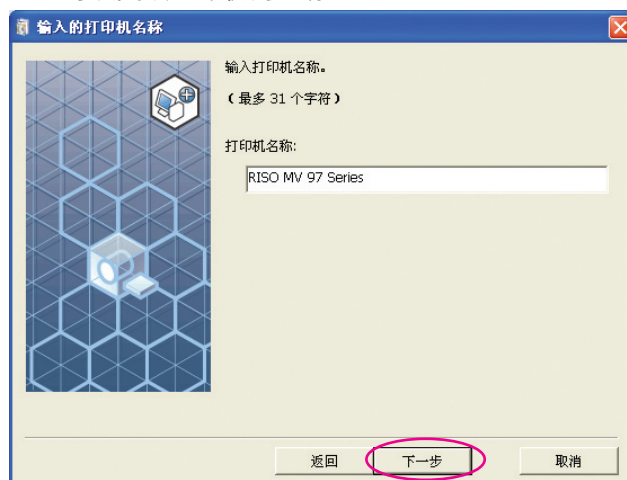 输入的打印机名称
输入打印机名称。
（最多 31 个字符）
打印机名称:
RISO MV 97 Series
返回
下一步
取消